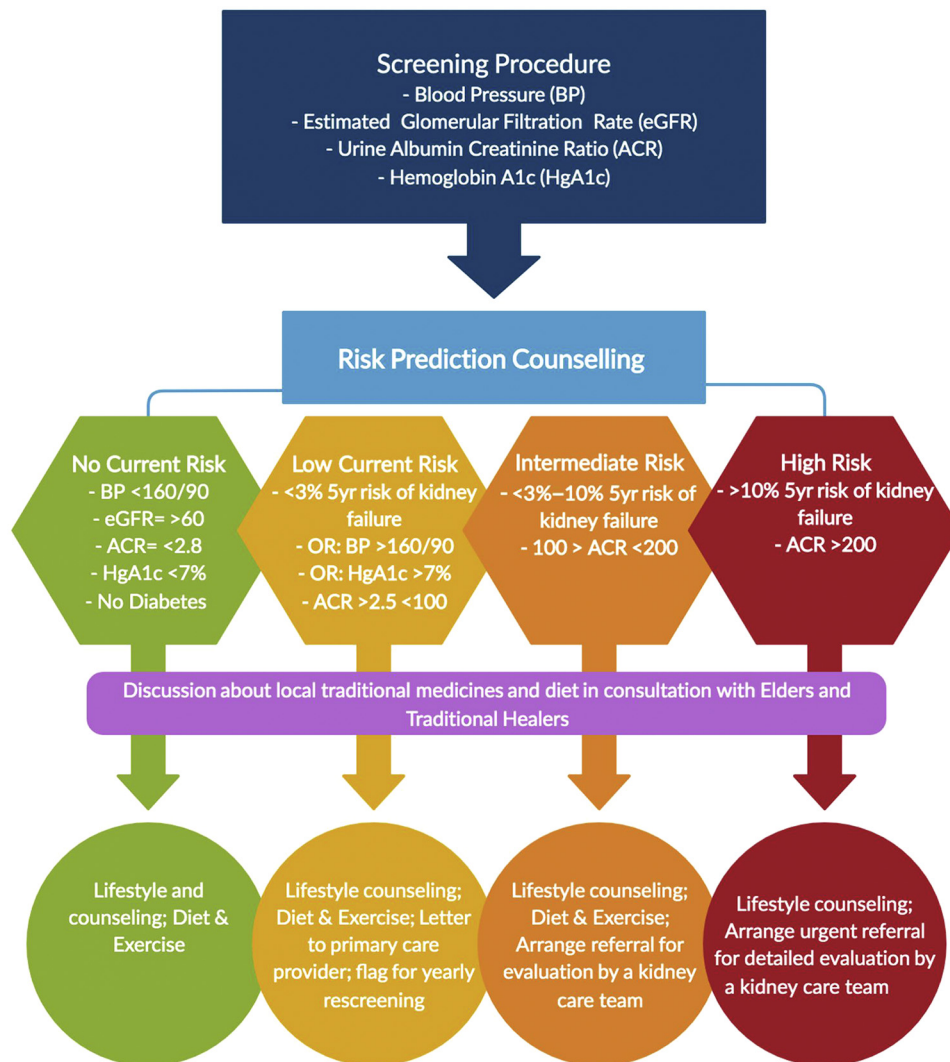 Screening Procedure
- Blood Pressure (BP)
- Estimated Glomerular Filtration Rate (eGFR)
- Urine Albumin Creatinine Ratio (ACR)
- Hemoglobin A1c (HgA1c)
Risk Prediction Counselling
No Current Risk
- BP <160/90
- eGFR= >60
- ACR= <2.8
- HgA1c <7%
- No Diabetes
Low Current Risk
- <3% 5yr risk of kidney
failure
- OR: BP >160/90
- OR: HgA1c >7%
- ACR >2.5 <100
Intermediate Risk
- <3%–10% 5yr risk of
kidney failure
- 100 > ACR <200
High Risk
- >10% 5yr risk of kidney
failure
- ACR >200
Discussion about local traditional medicines and diet in consultation with Elders and
Traditional Healers
Lifestyle and
counseling; Diet &
Exercise
Lifestyle counseling;
Diet & Exercise; Letter
to primary care
provider; flag for yearly
rescreening
Lifestyle counseling;
Diet & Exercise;
Arrange referral for
evaluation by a kidney
care team
Lifestyle counseling;
Arrange urgent referral
for detailed evaluation by
a kidney care team